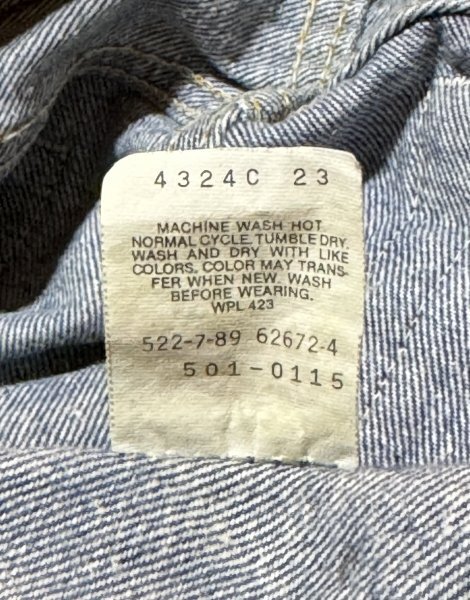 4324C 23
MACHINE WASH HOT
NORMAL CYCLE. TUMBLE DRY.
WASH AND DRY WITH LIKE
COLORS. COLOR MAY TRANS-
FER WHEN NEW. WASH
BEFORE WEARING.
WPL 423
522-7-89 62672-4
501-0115